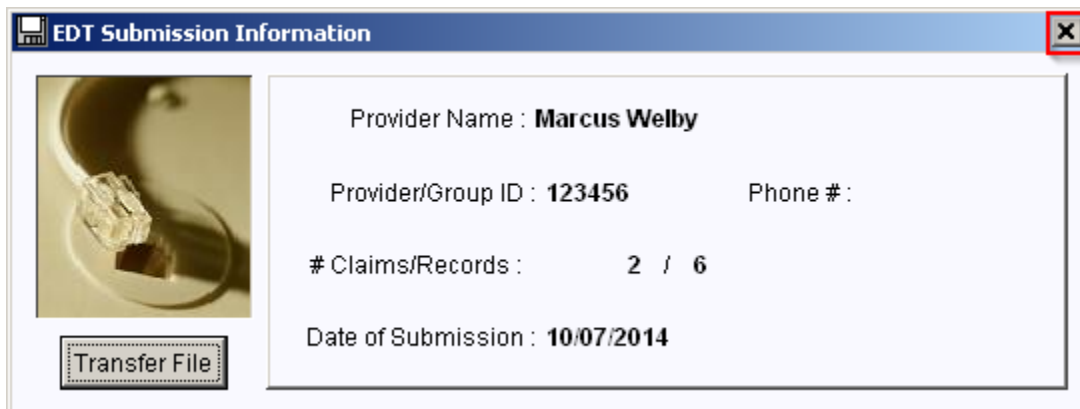 EDT Submission Information
Provider Name : Marcus Welby
Provider/Group ID : 123456 Phone # :
# Claims/Records : 2 / 6
Date of Submission : 10/07/2014
Transfer File